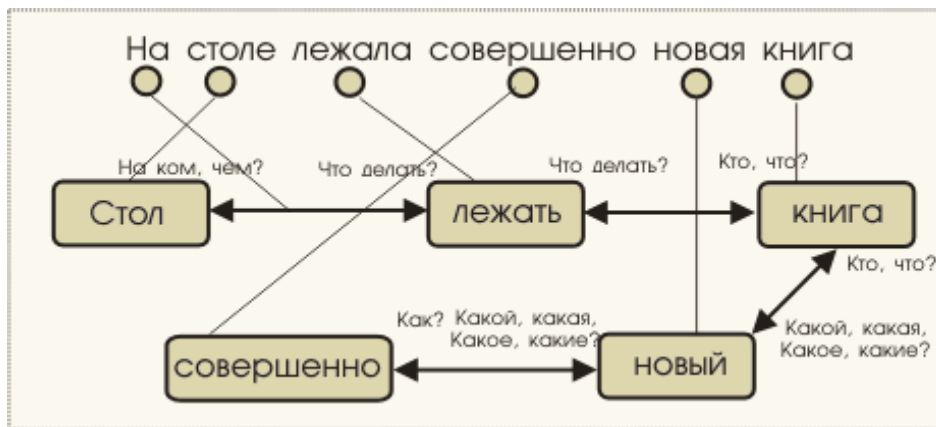 На столе лежала совершенно новая книга
На ком, чем?
Что делать?
Что делать?
Кто, что?
Стол
лежать
книга
Кто, что?
Как?
Какой, какая,
Какое, какие?
Какой, какая,
Какое, какие?
совершенно
новый